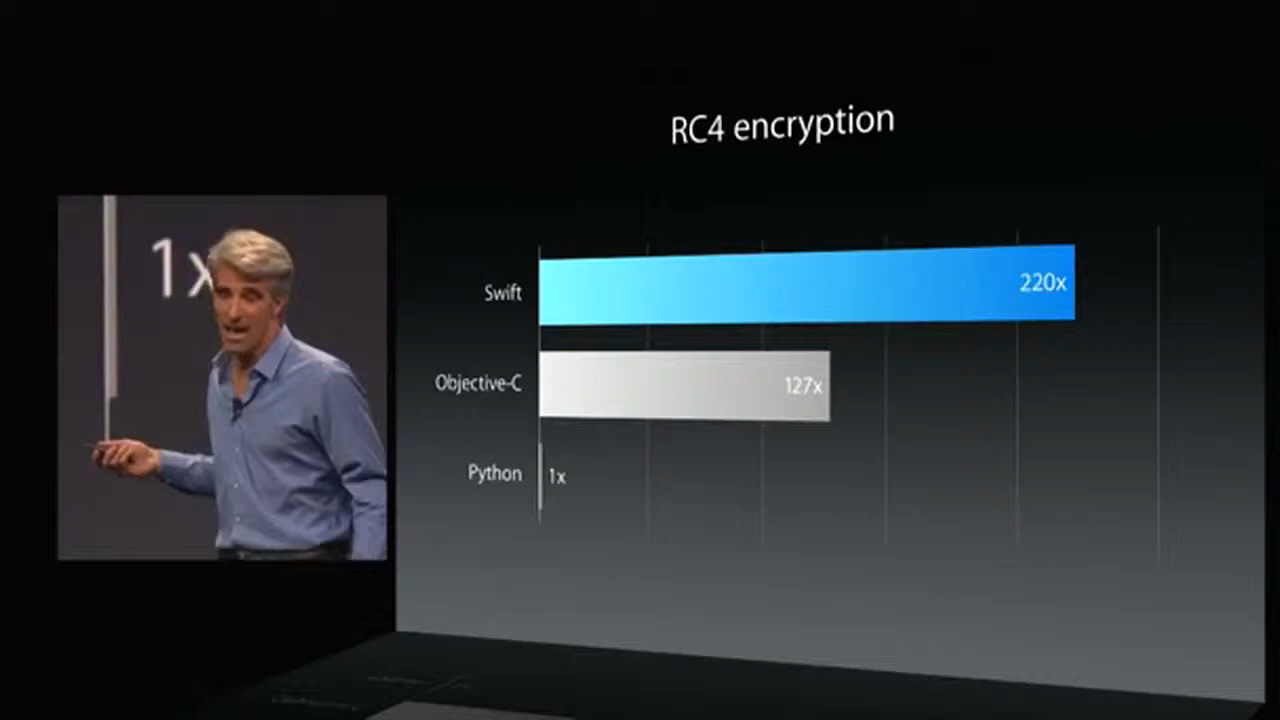 RC4 encryption
1x
Swift
220x
Objective-C
127x
Python
1x